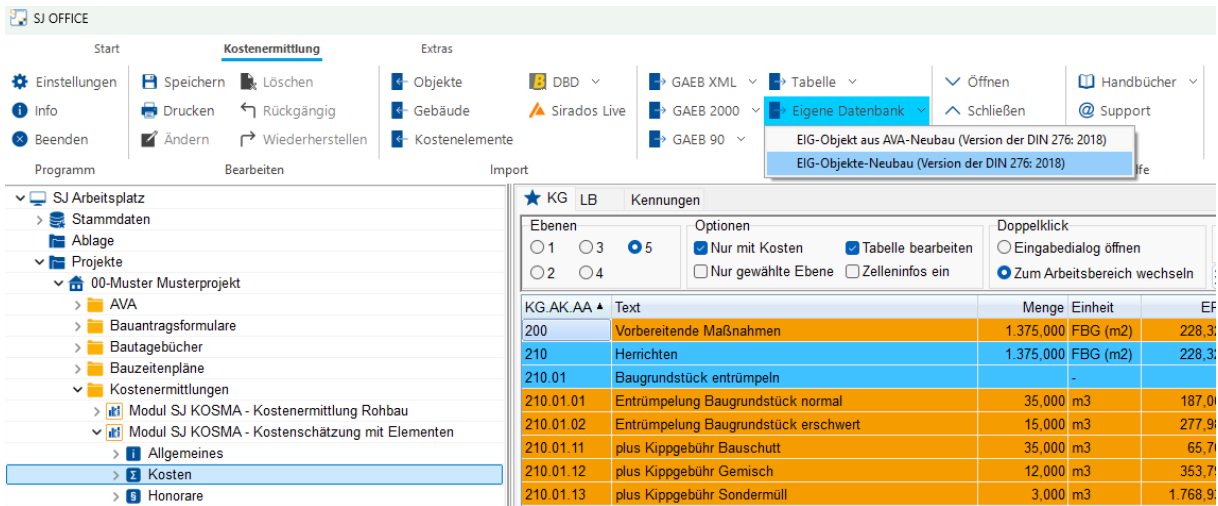 SJ OFFICE
Start Kostenermittlung Extras
Einstellungen Speichern Löschen Objekte DBD GAEB XML Tabelle Öffnen Handbücher
Info Drucken Rückgängig Gebäude Sirados Live GAEB 2000 Eigene Datenbank Schließen Support
Beenden Ändern Wiederherstellen Kostenelemente GAEB 90
EIG-Objekt aus AVA-Neubau (Version der DIN 276: 2018)
EIG-Objekte-Neubau (Version der DIN 276: 2018)
Programm Bearbeiten Import
SJ Arbeitsplatz
Stammdaten
Ablage
Projekte
00-Muster Musterprojekt
AVA
Bauantragsformulare
Bautagebücher
Bauzeitenpläne
Kostenermittlungen
Modul SJ KOSMA - Kostenermittlung Rohbau
Modul SJ KOSMA - Kostenschätzung mit Elementen
Allgemeines
Kosten
Honorare
KG LB Kennungen
Ebenen Optionen Doppelklick
1 3 5 Nur mit Kosten Tabelle bearbeiten Eingabedialog öffnen
2 4 Nur gewählte Ebene Zelleninfos ein Zum Arbeitsbereich wechseln
KG.AK.AA Text Menge Einheit
200 Vorbereitende Maßnahmen 1.375,000 FBG (m2) 228,32
210 Herrichten 1.375,000 FBG (m2) 228,32
210.01 Baugrundstück entrümpeln -
210.01.01 Entrümpelung Baugrundstück normal 35,000 m3
210.01.02 Entrümpelung Baugrundstück erschwert 15,000 m3
210.01.11 plus Kippgebühr Bauschutt 35,000 m3
210.01.12 plus Kippgebühr Gemisch 12,000 m3
210.01.13 plus Kippgebühr Sondermüll 3,000 m3